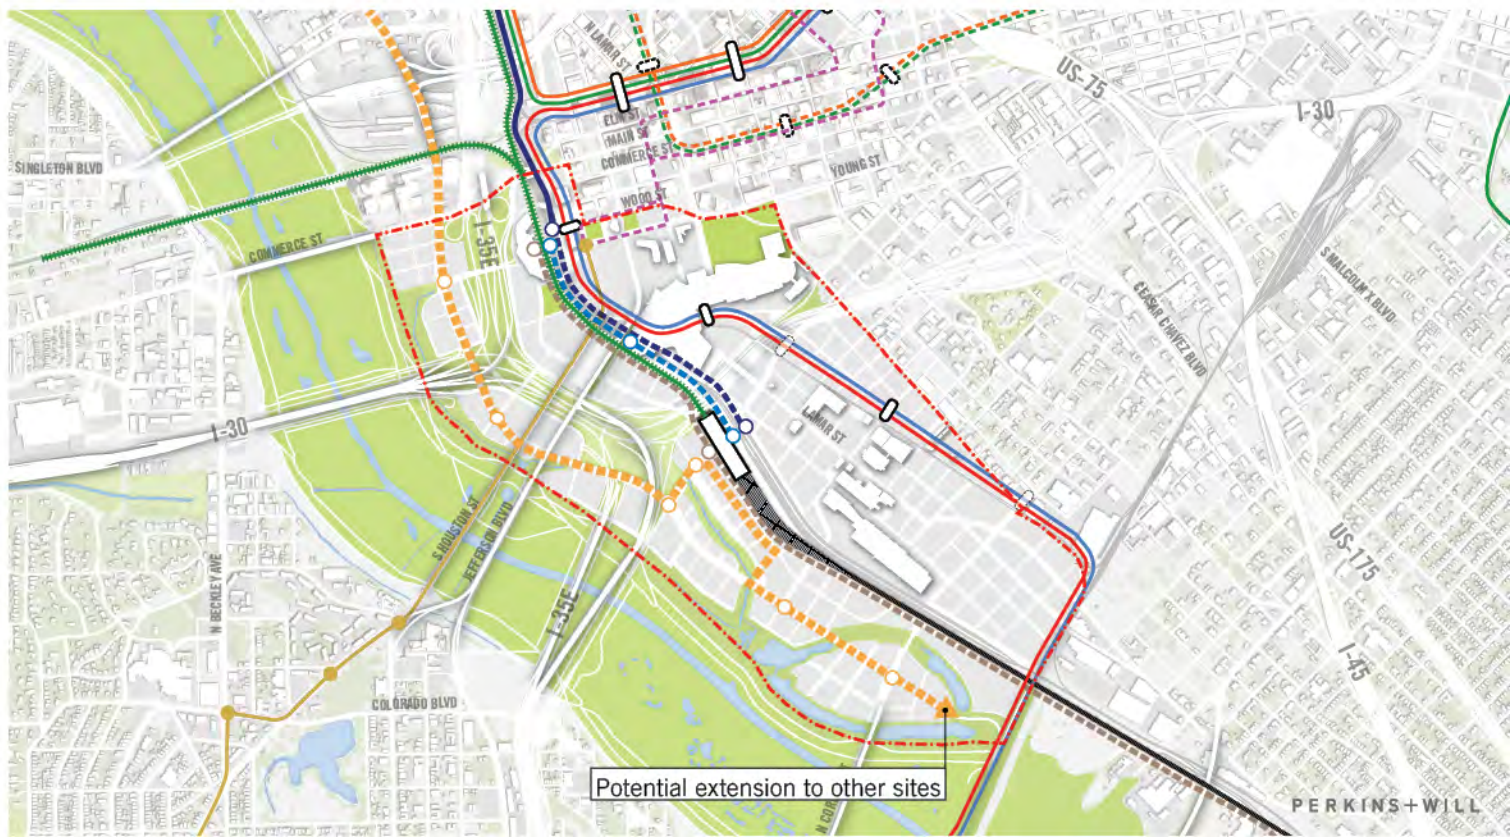 N LAMAR ST
US-75
I-30
ELM ST
MAIN ST
COMMERCE ST
YOUNG ST
SINGLETON BLVD
WOOD ST
COMMERCE ST
I-35E
S MALCOLM X BLVD
CEASAR CHAVEZ BLVD
I-30
LAMAR ST
S HOUSTON ST
JEFFERSON BLVD
US-175
N BECKLEY AVE
I-35E
I-45
COLORADO BLVD
Potential extension to other sites
PERKINS+WILL